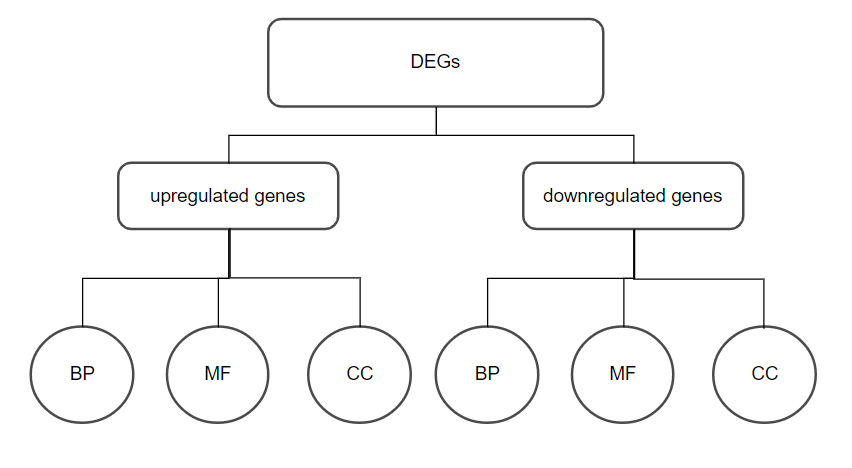 DEGs
upregulated genes
downregulated genes
BP
MF
CC
BP
MF
CC